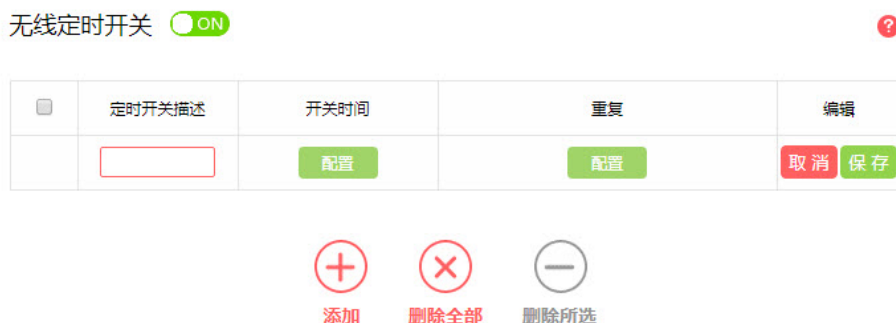 无线定时开关 ON ?
定时开关描述 开关时间 重复 编辑
配置 配置 取消 保存
添加 删除全部 删除所选